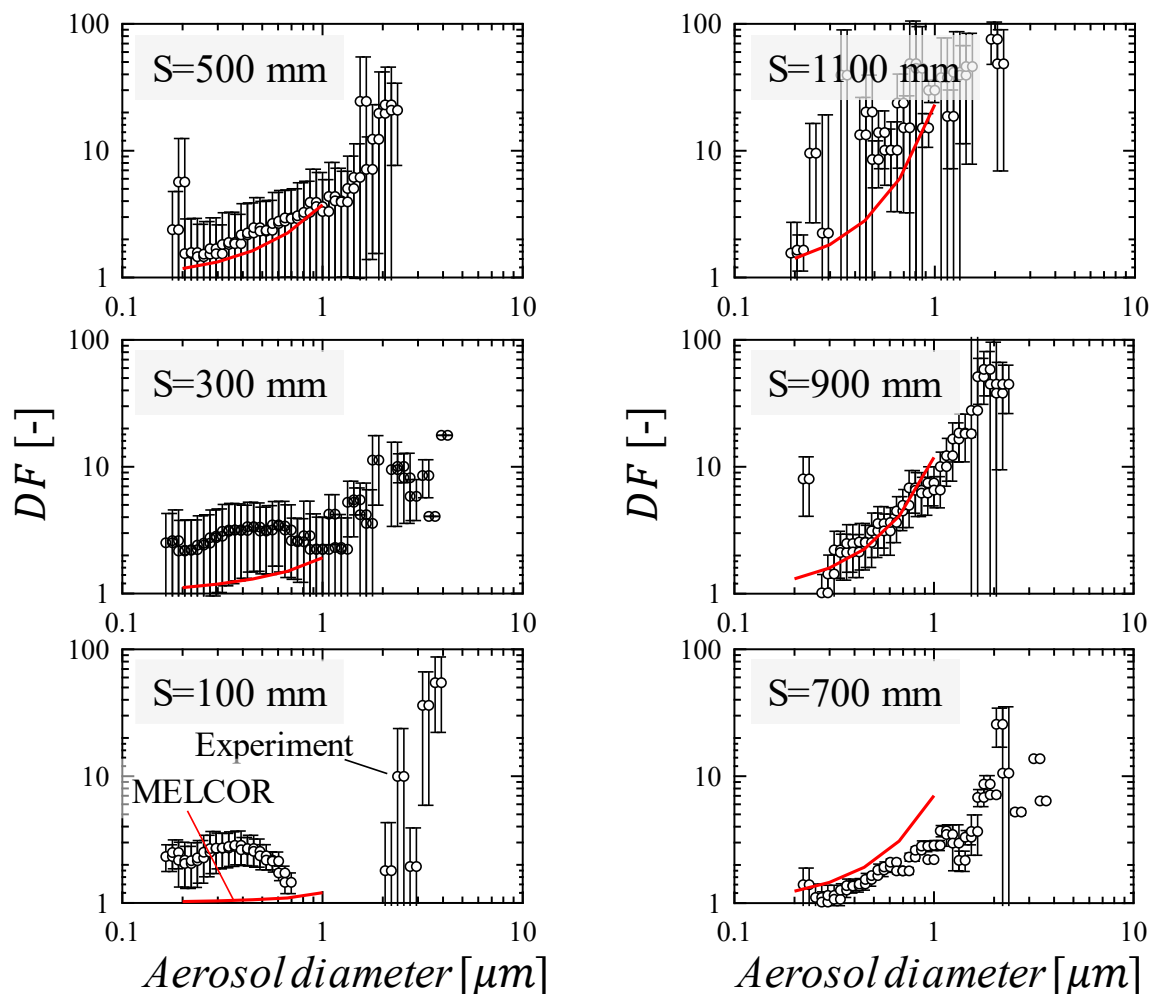 100
S=500 mm
10
1
0.1 1 10
100
S=1100 mm
10
1
0.1 1 10
DF [-]
100
S=300 mm
10
1
0.1 1 10
DF [-]
100
S=900 mm
10
1
0.1 1 10
100
S=100 mm
Experiment
10
MELCOR
1
0.1 1 10
Aerosol diameter [μm]
100
S=700 mm
10
1
0.1 1 10
Aerosol diameter [μm]